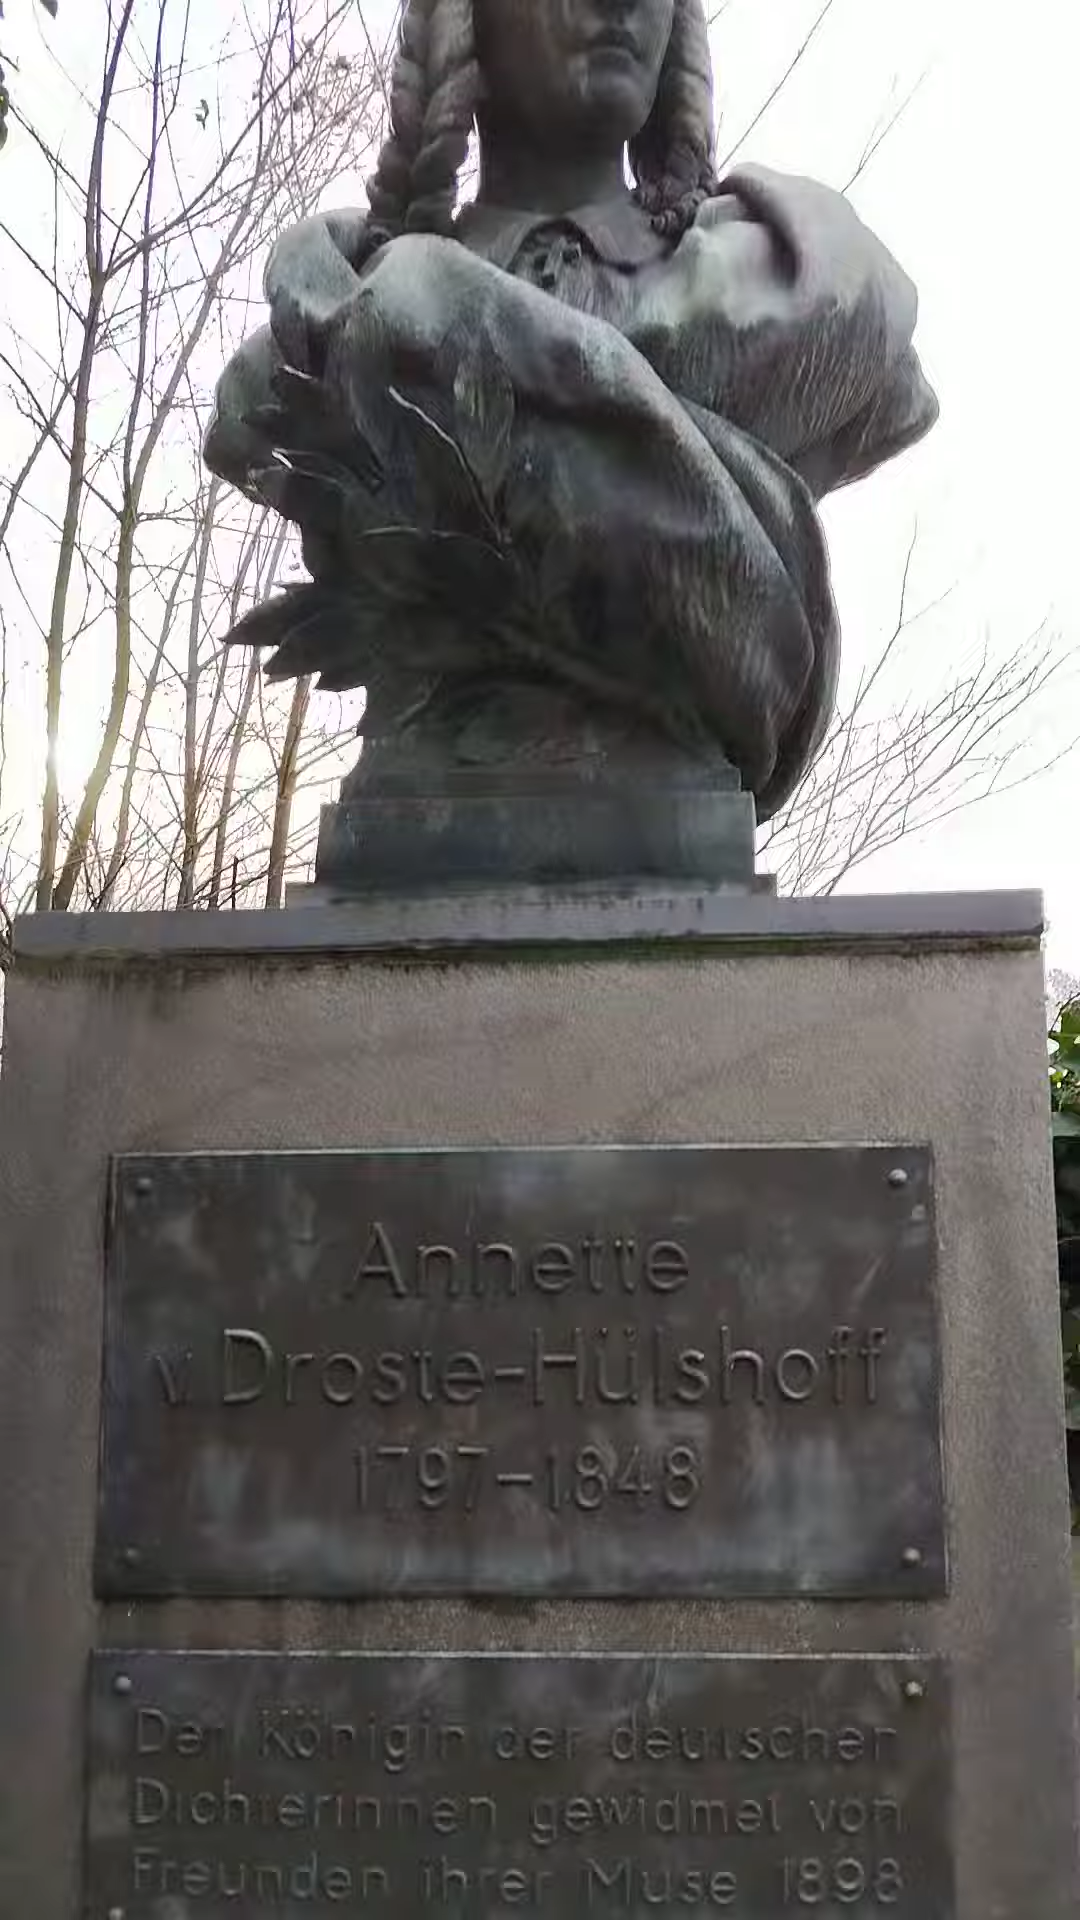 Annette
v. Droste-Hülshoff
1797-1848
Der Königin der deutschen
Dichterinnen gewidmet von
Freunden ihrer Muse 1898